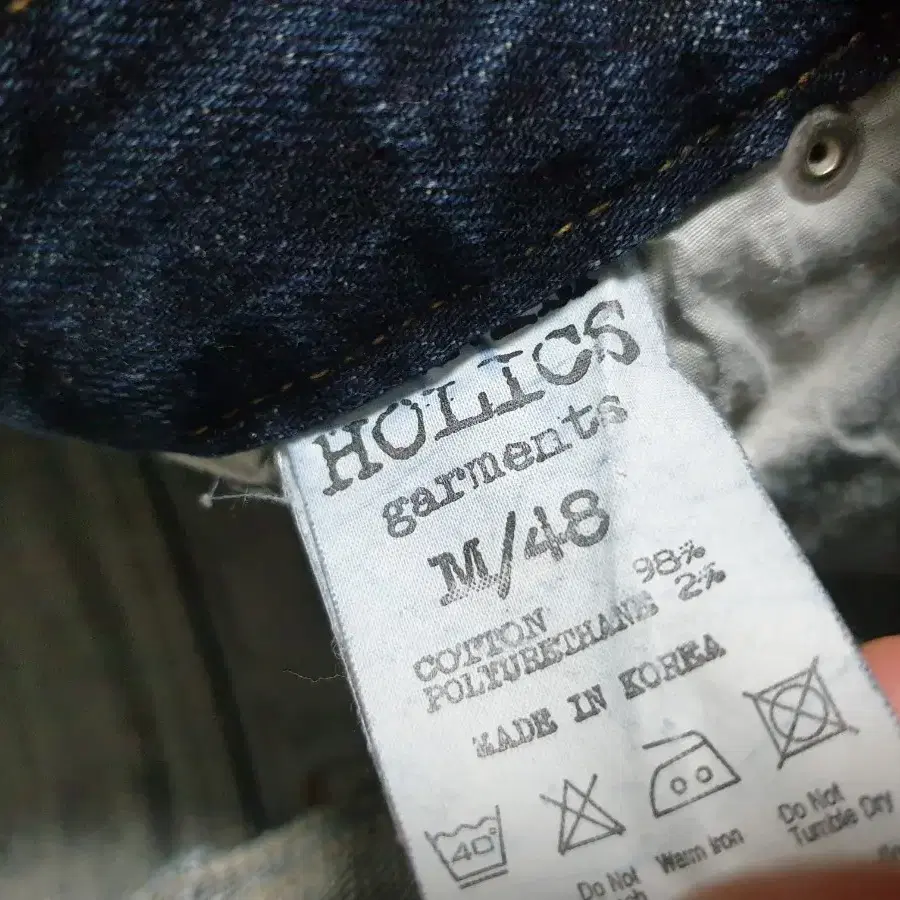 HOLICS
garments
M/48
COTTON 98%
POLYURETHANE 2%
MADE IN KOREA
40°
Do Not
Warm Iron
Do Not
Tumble Dry